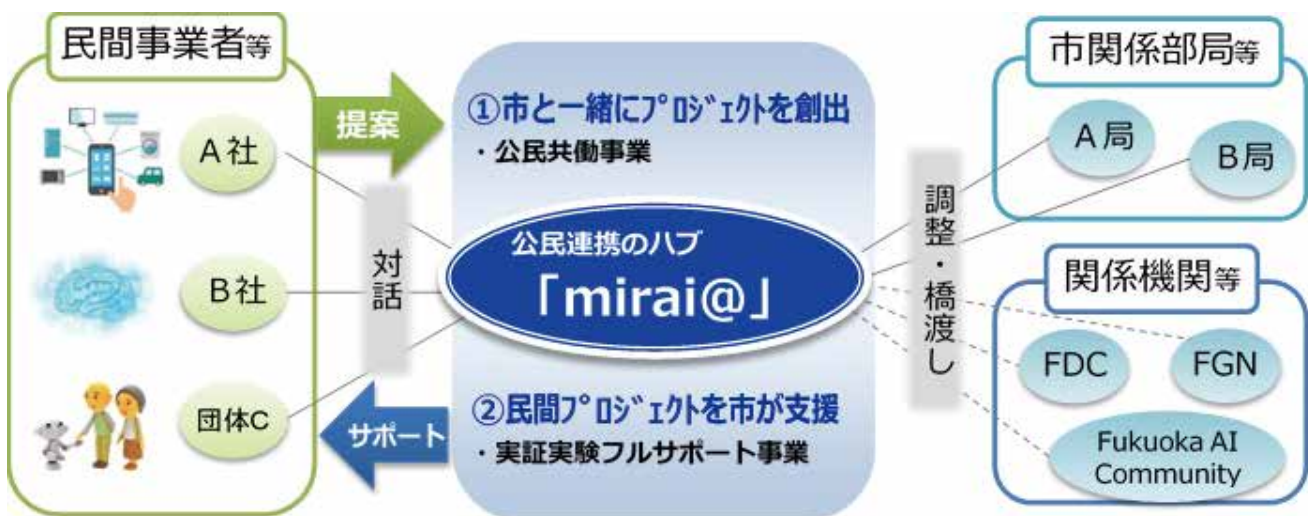 民間事業者等
A社
B社
団体C
提案
対話
サポート
①市と一緒にﾌﾟﾛｼﾞｪｸﾄを創出
・公民共働事業
公民連携のハブ
「mirai@」
②民間ﾌﾟﾛｼﾞｪｸﾄを市が支援
・実証実験フルサポート事業
調整・橋渡し
市関係部局等
A局
B局
関係機関等
FDC
FGN
Fukuoka AI
Community